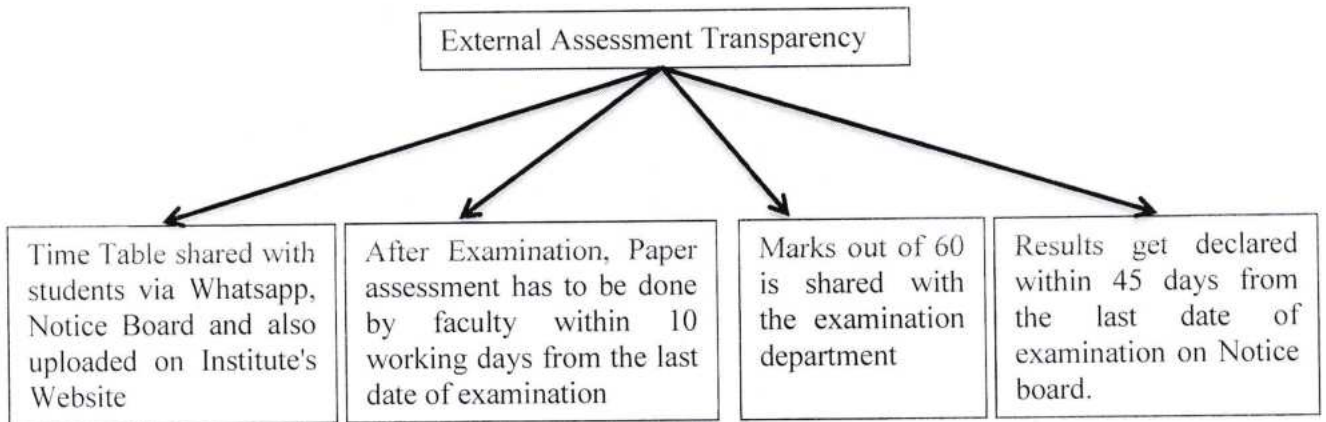 External Assessment Transparency
Time Table shared with
students via Whatsapp,
Notice Board and also
uploaded on Institute's
Website
After Examination, Paper
assessment has to be done
by faculty within 10
working days from the last
date of examination
Marks out of 60
is shared with
the examination
department
Results get declared
within 45 days from
the last date of
examination on Notice
board.